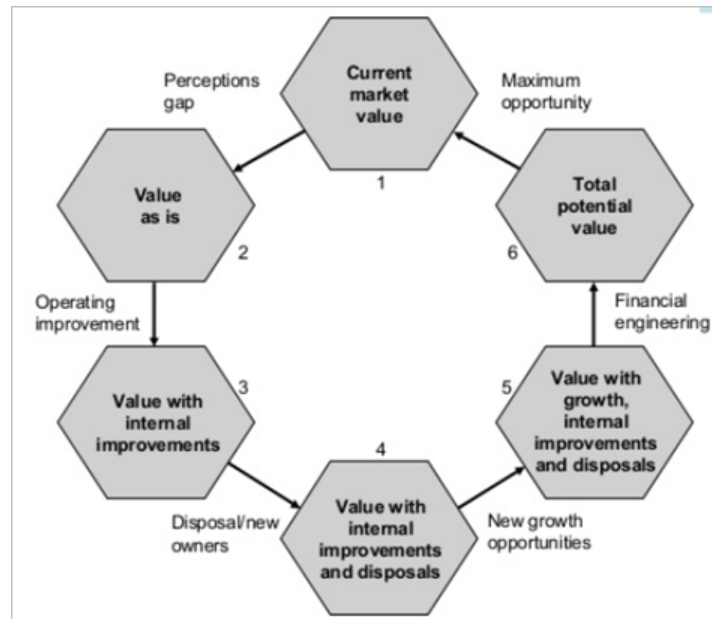 Current
market
value
1
Perceptions
gap
Value
as is
2
Operating
improvement
Value with
internal
improvements
3
Disposal/new
owners
4
Value with
internal
improvements
and disposals
New growth
opportunities
5
Value with
growth,
internal
improvements
and disposals
Financial
engineering
Total
potential
value
6
Maximum
opportunity